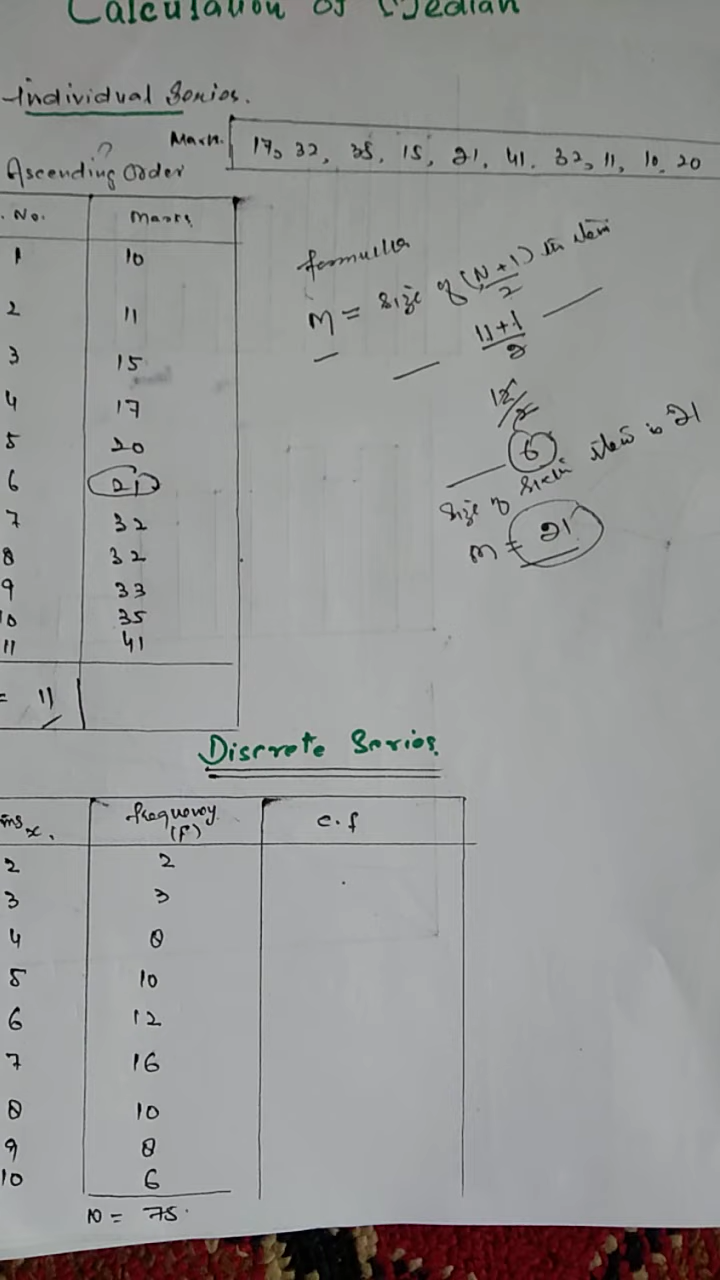 Calculation of Median
Individual Series.
Marks. 17, 32, 35, 15, 21, 41, 32, 11, 10, 20
Ascending Order
. No. Marks
1 10
2 11
3 15
4 17
5 20
6 21
7 32
8 32
9 33
10 35
11 41
= 11
formula
M = Size of (N+1)/2 th item
11+1/2
12/2
6
Size of sixth item is 21
M = 21
Discrete Series.
x. frequency (f) c.f
2 2
3 3
4 8
5 10
6 12
7 16
8 10
9 8
10 6
N = 75.